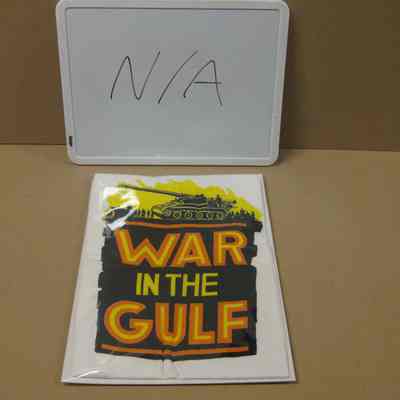 N/A
WAR
IN THE
GULF